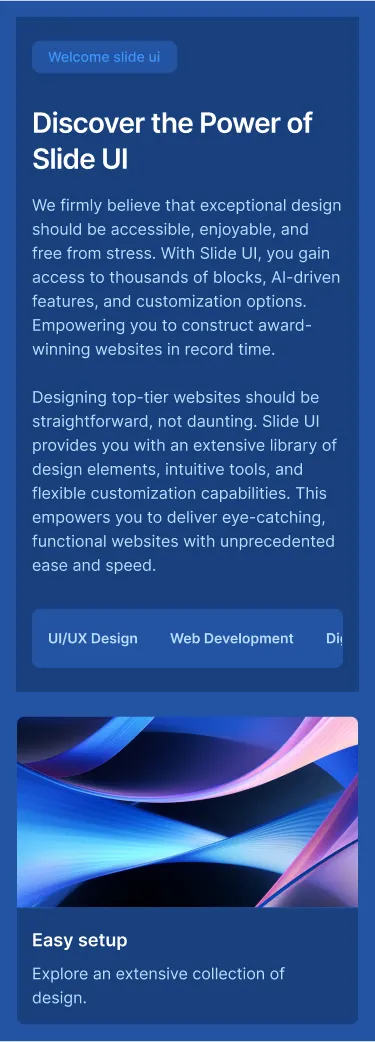 Welcome slide ui
Discover the Power of
Slide UI
We firmly believe that exceptional design
should be accessible, enjoyable, and
free from stress. With Slide UI, you gain
access to thousands of blocks, AI-driven
features, and customization options.
Empowering you to construct award-
winning websites in record time.
Designing top-tier websites should be
straightforward, not daunting. Slide UI
provides you with an extensive library of
design elements, intuitive tools, and
flexible customization capabilities. This
empowers you to deliver eye-catching,
functional websites with unprecedented
ease and speed.
UI/UX Design Web Development
Easy setup
Explore an extensive collection of
design.